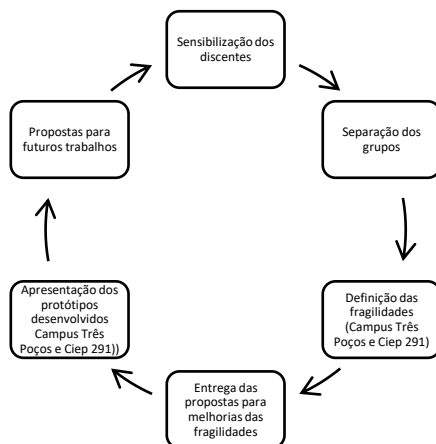 Sensibilização dos
discentes
Separação dos
grupos
Definição das
fragilidades
(Campus Três
Poços e Ciep 291)
Entrega das
propostas para
melhorias das
fragilidades
Apresentação dos
protótipos
desenvolvidos
Campus Três
Poços e Ciep 291))
Propostas para
futuros trabalhos